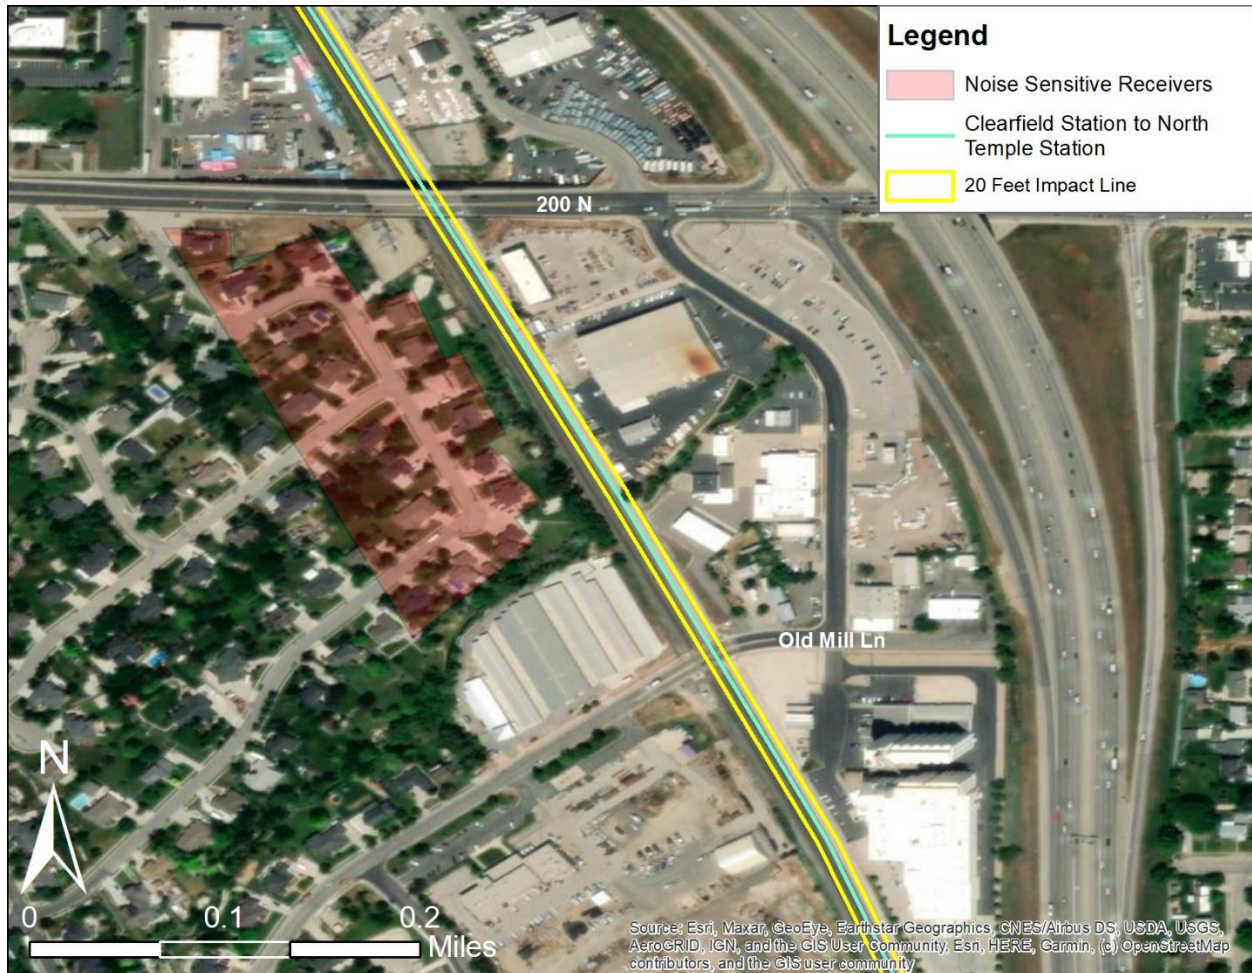 Legend
Noise Sensitive Receivers
Clearfield Station to North
Temple Station
20 Feet Impact Line
200 N
Old Mill Ln
N
0 0.1 0.2
Miles
Source: Esri, Maxar, GeoEye, Earthstar Geographics, CNES/Airbus DS, USDA, USGS,
AeroGRID, IGN, and the GIS User Community, Esri, HERE, Garmin, (c) OpenStreetMap
contributors, and the GIS user community